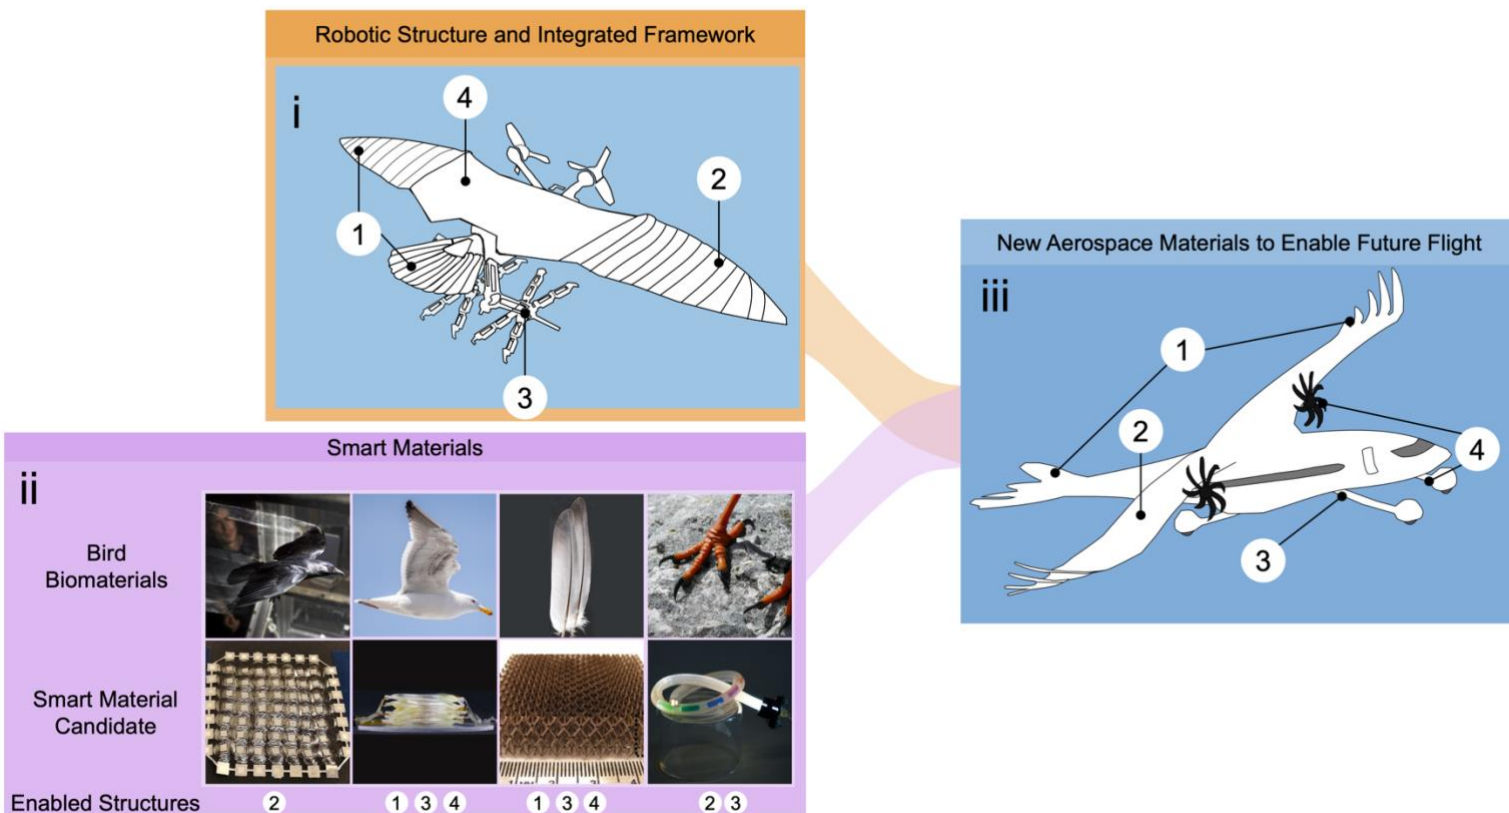 Robotic Structure and Integrated Framework
i
4
2
1
3
New Aerospace Materials to Enable Future Flight
iii
1
2
4
3
Smart Materials
ii
Bird
Biomaterials
Smart Material
Candidate
Enabled Structures
2
1 3 4
1 3 4
2 3